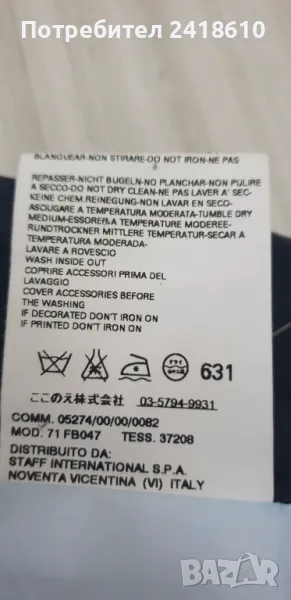 Потребител 2418610
BLANQUEAR-NON STIRARE-DO NOT IRON-NE PAS
REPASSER-NICHT BUGELN-NO PLANCHAR-NON PULIRE
A SECCO-DO NOT DRY CLEAN-NE PAS LAVER A' SEC-
KEINE CHEM.REINEGUNG-NON LAVAR EN SECO-
ASCIUGARE A TEMPERATURA MODERATA-TUMBLE DRY
MEDIUM-ESSORER A TEMPERATURE MODEREE-
RUNDTROCKNER MITTLERE TEMPERATUR-SECAR A
TEMPERATURA MODERADA-
LAVARE A ROVESCIO
WASH INSIDE OUT
COPRIRE ACCESSORI PRIMA DEL
LAVAGGIO
COVER ACCESSORIES BEFORE
THE WASHING
IF DECORATED DON'T IRON ON
IF PRINTED DON'T IRON ON
631
ここのえ株式会社 03-5794-9931
COMM. 05274/00/00/0082
MOD. 71 FB047 TESS. 37208
DISTRIBUITO DA:
STAFF INTERNATIONAL S.P.A.
NOVENTA VICENTINA (VI) ITALY
BAZAR